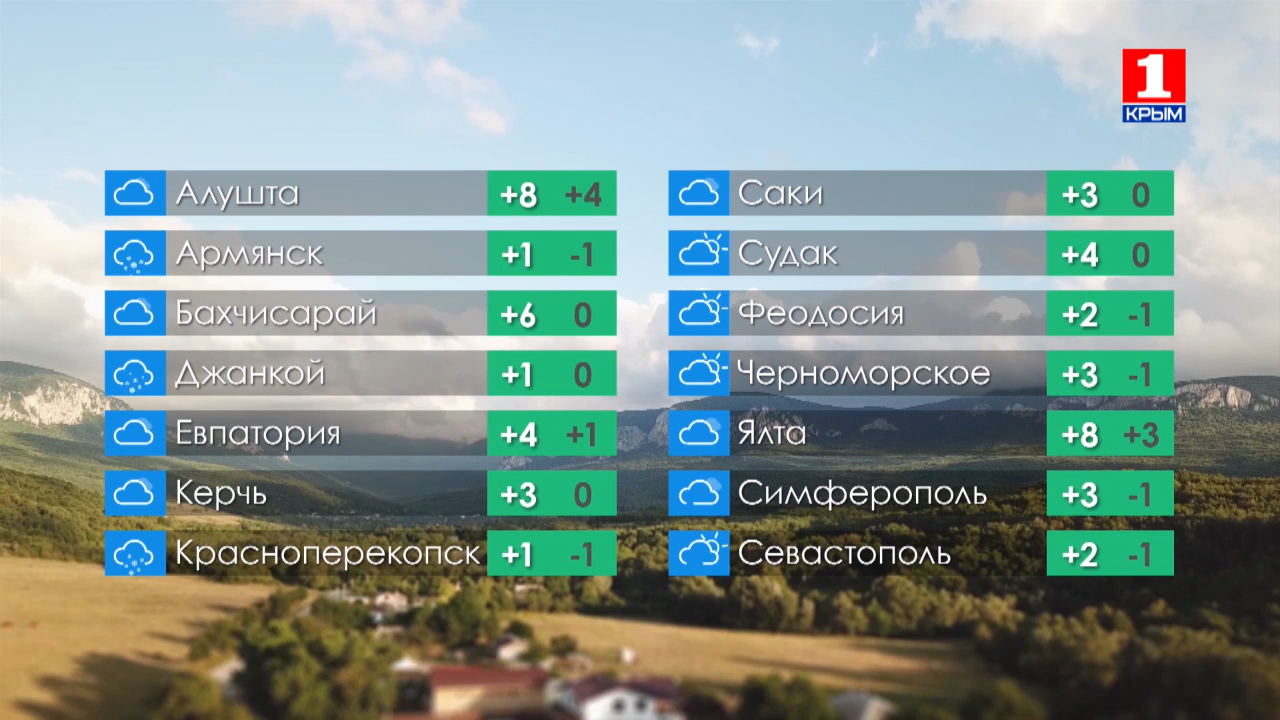 1
КРЫМ
Алушта +8 +4
Армянск +1 -1
Бахчисарай +6 0
Джанкой +1 0
Евпатория +4 +1
Керчь +3 0
Красноперекопск +1 -1
Саки +3 0
Судак +4 0
Феодосия +2 -1
Черноморское +3 -1
Ялта +8 +3
Симферополь +3 -1
Севастополь +2 -1